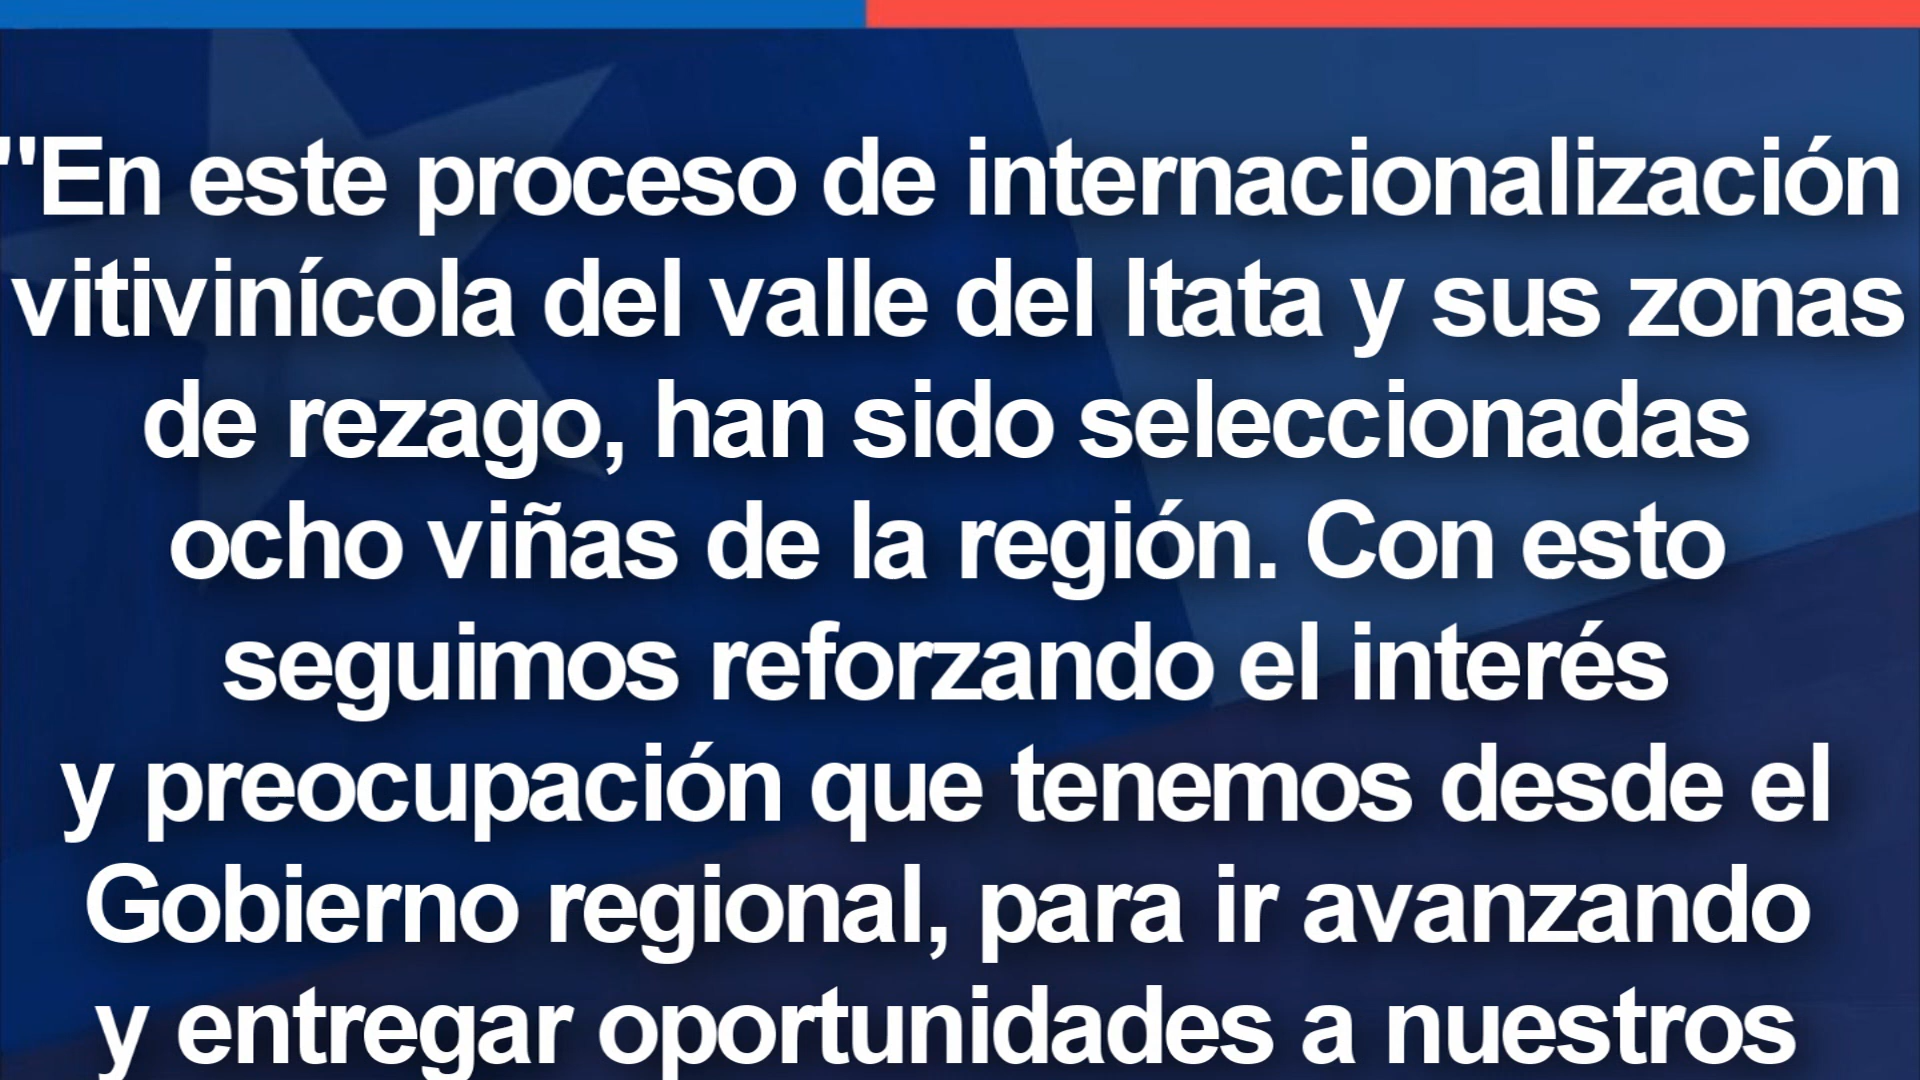 "En este proceso de internacionalización
vitivinícola del valle del Itata y sus zonas
de rezago, han sido seleccionadas
ocho viñas de la región. Con esto
seguimos reforzando el interés
y preocupación que tenemos desde el
Gobierno regional, para ir avanzando
y entregar oportunidades a nuestros